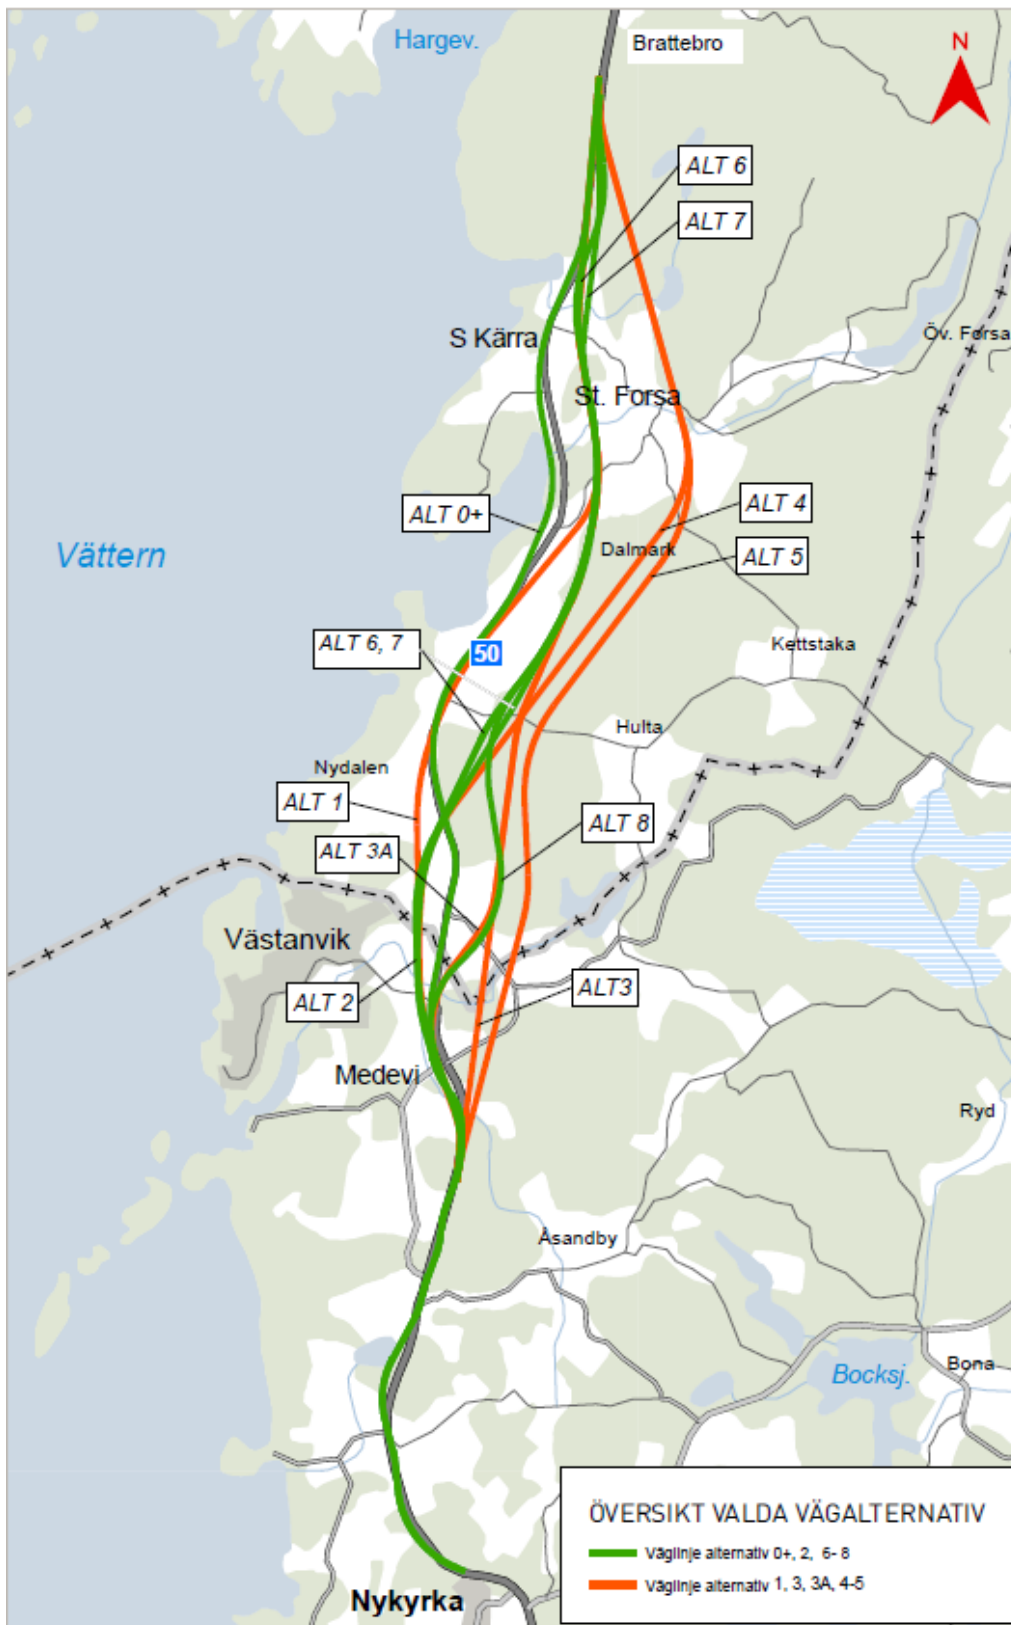 Hargev.
Brattebro
N
ALT 6
ALT 7
S Kärra
Öv. Forsa
St. Forsa
ALT 0+
ALT 4
Vättern
Dalmark
ALT 5
ALT 6, 7
50
Kettstaka
Hulta
Nydalen
ALT 1
ALT 3A
ALT 8
Västanvik
ALT 2
ALT3
Medevi
Ryd
Åsandby
Bocksj.
Bona
ÖVERSIKT VALDA VÄGALTERNATIV
Väglinje alternativ 0+, 2, 6- 8
Väglinje alternativ 1, 3, 3A, 4-5
Nykyrka